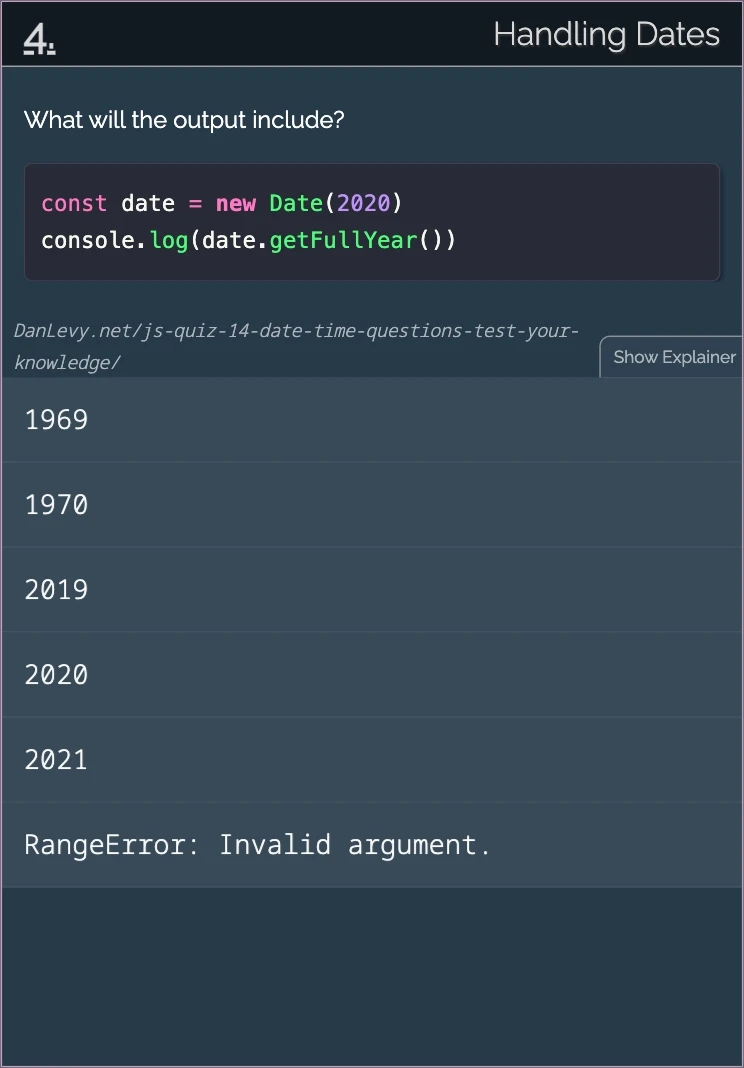 4.
Handling Dates
What will the output include?
const date = new Date(2020)
console.log(date.getFullYear())
DanLevy.net/js-quiz-14-date-time-questions-test-your-
knowledge/
Show Explainer
1969
1970
2019
2020
2021
RangeError: Invalid argument.